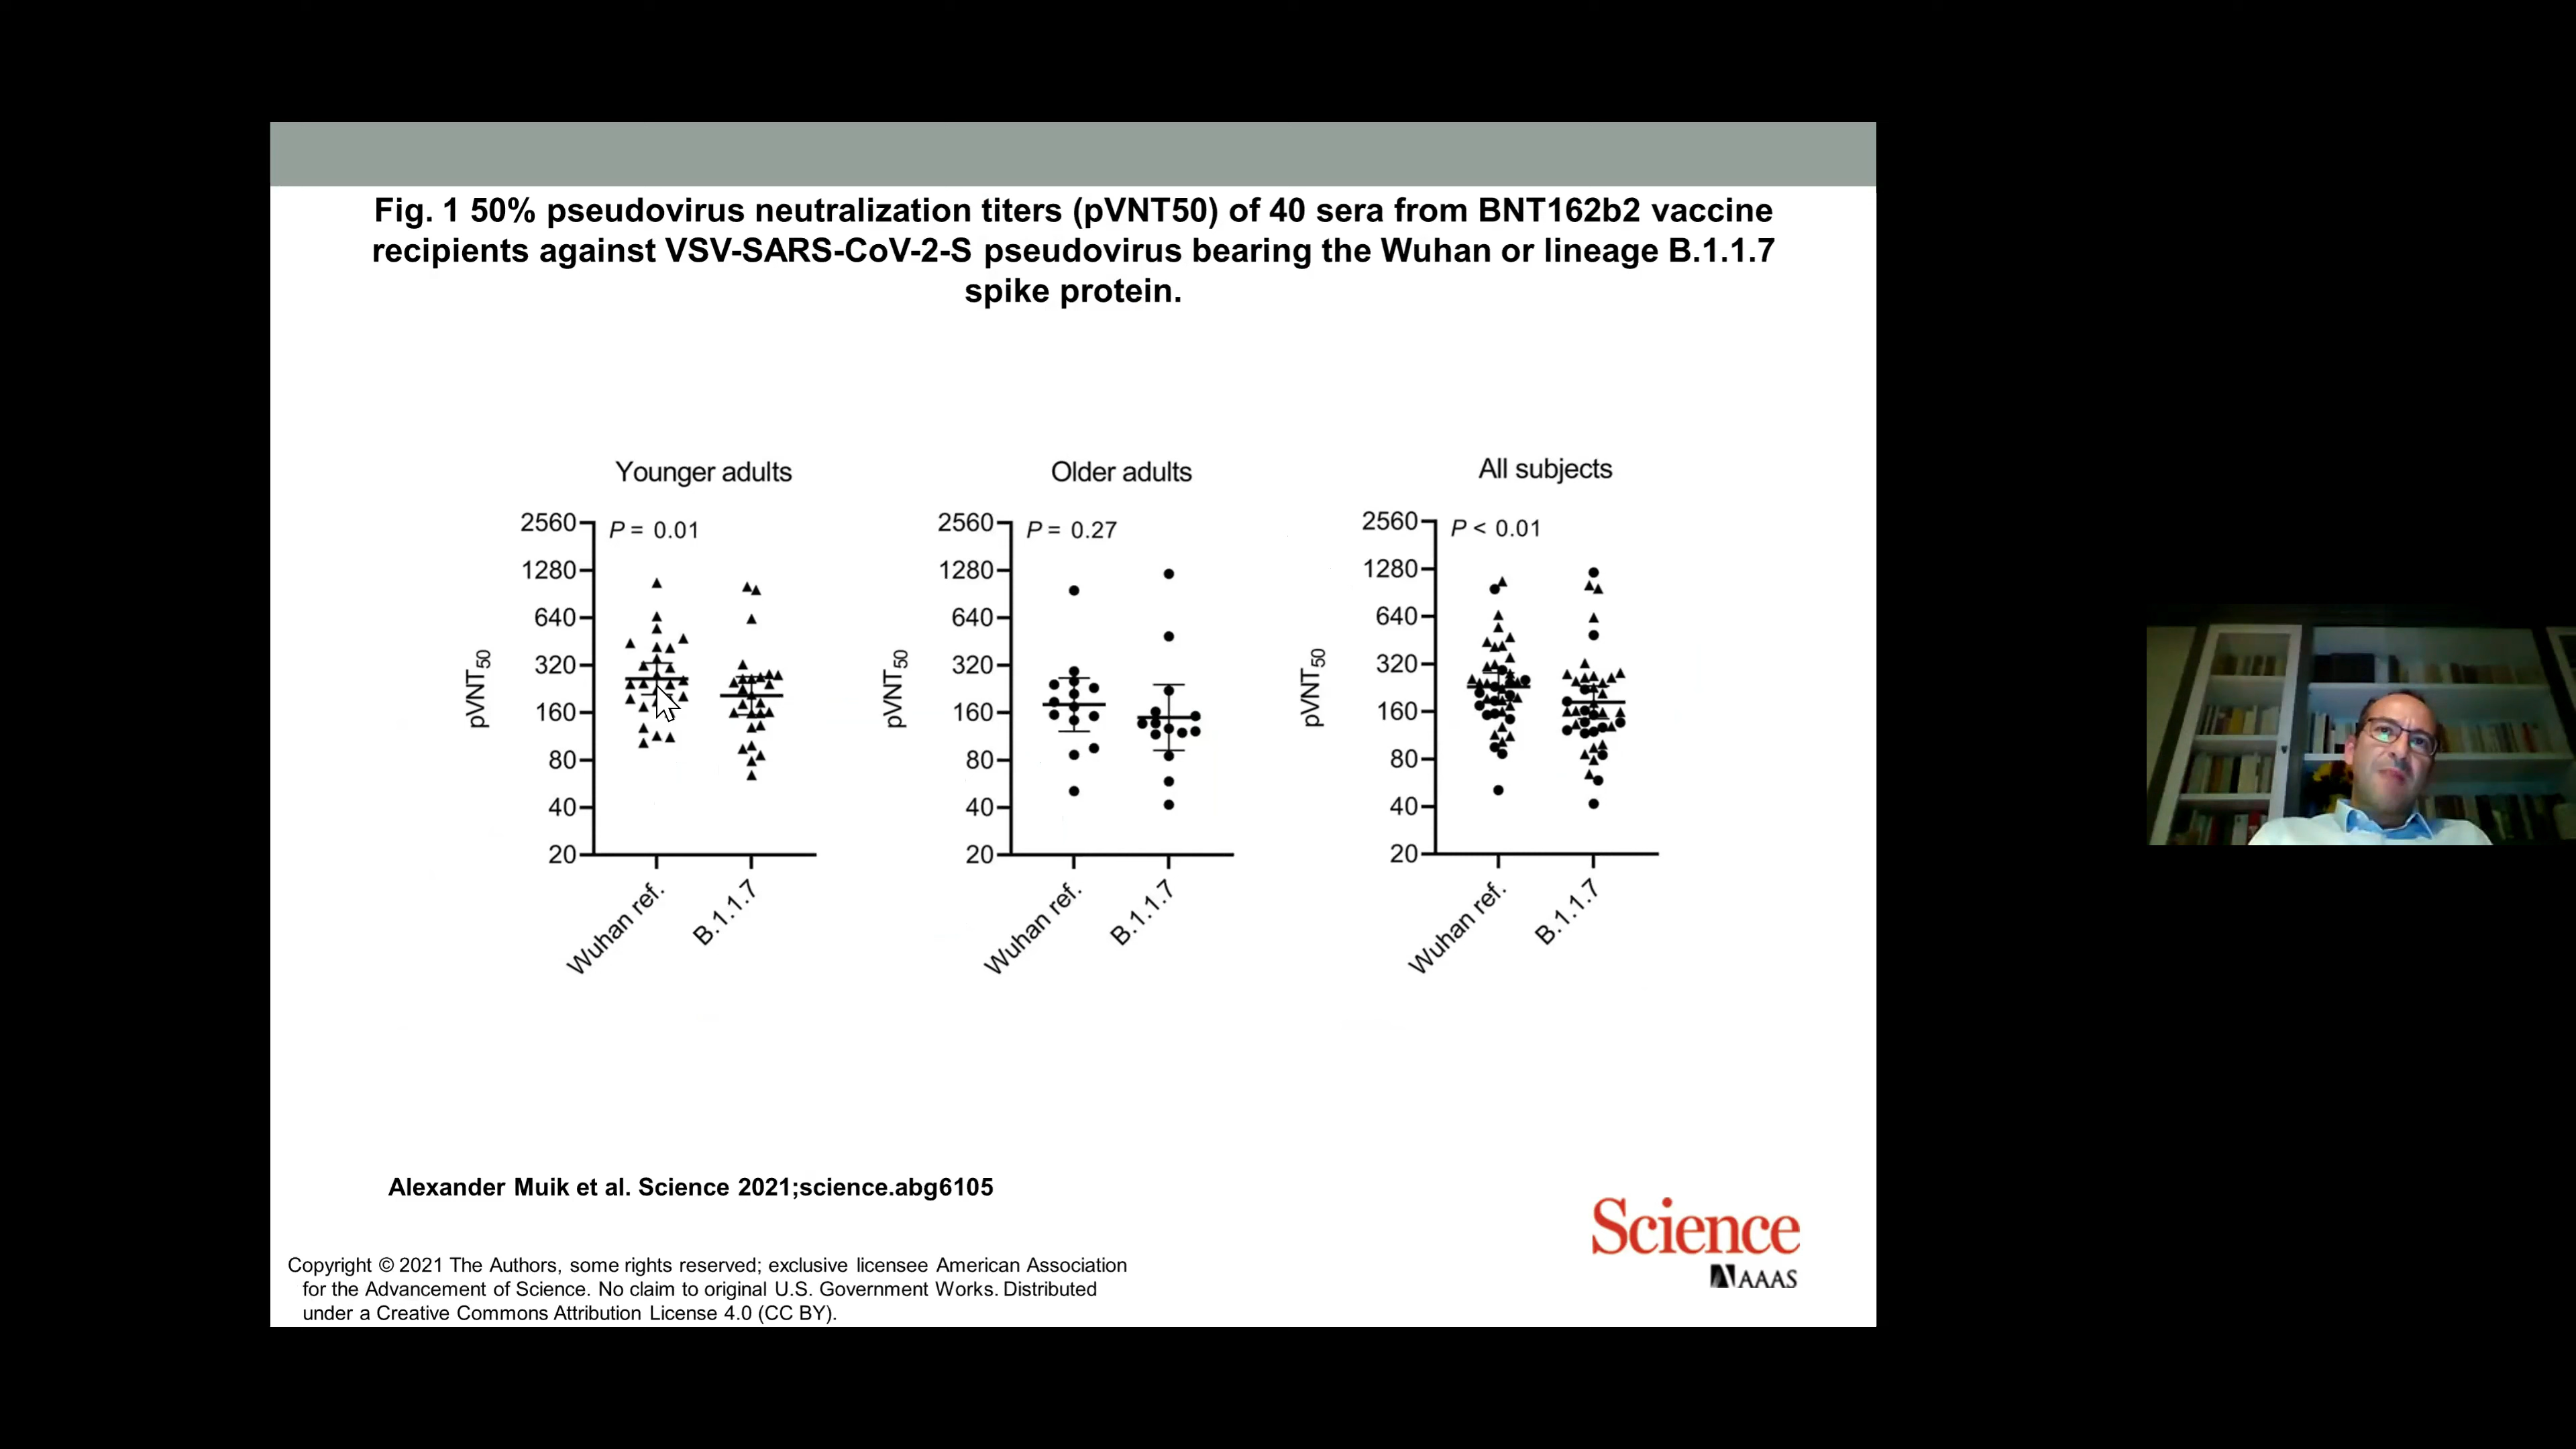 Fig. 1 50% pseudovirus neutralization titers (pVNT50) of 40 sera from BNT162b2 vaccine
recipients against VSV-SARS-CoV-2-S pseudovirus bearing the Wuhan or lineage B.1.1.7
spike protein.
Younger adults
2560
P = 0.01
1280
640
320
160
80
40
20
pVNT50
Wuhan ref.
B.1.1.7
Older adults
2560
P = 0.27
1280
640
320
160
80
40
20
pVNT50
Wuhan ref.
B.1.1.7
All subjects
2560
P < 0.01
1280
640
320
160
80
40
20
pVNT50
Wuhan ref.
B.1.1.7
Alexander Muik et al. Science 2021;science.abg6105
Copyright © 2021 The Authors, some rights reserved; exclusive licensee American Association
for the Advancement of Science. No claim to original U.S. Government Works. Distributed
under a Creative Commons Attribution License 4.0 (CC BY).
Science
AAAS